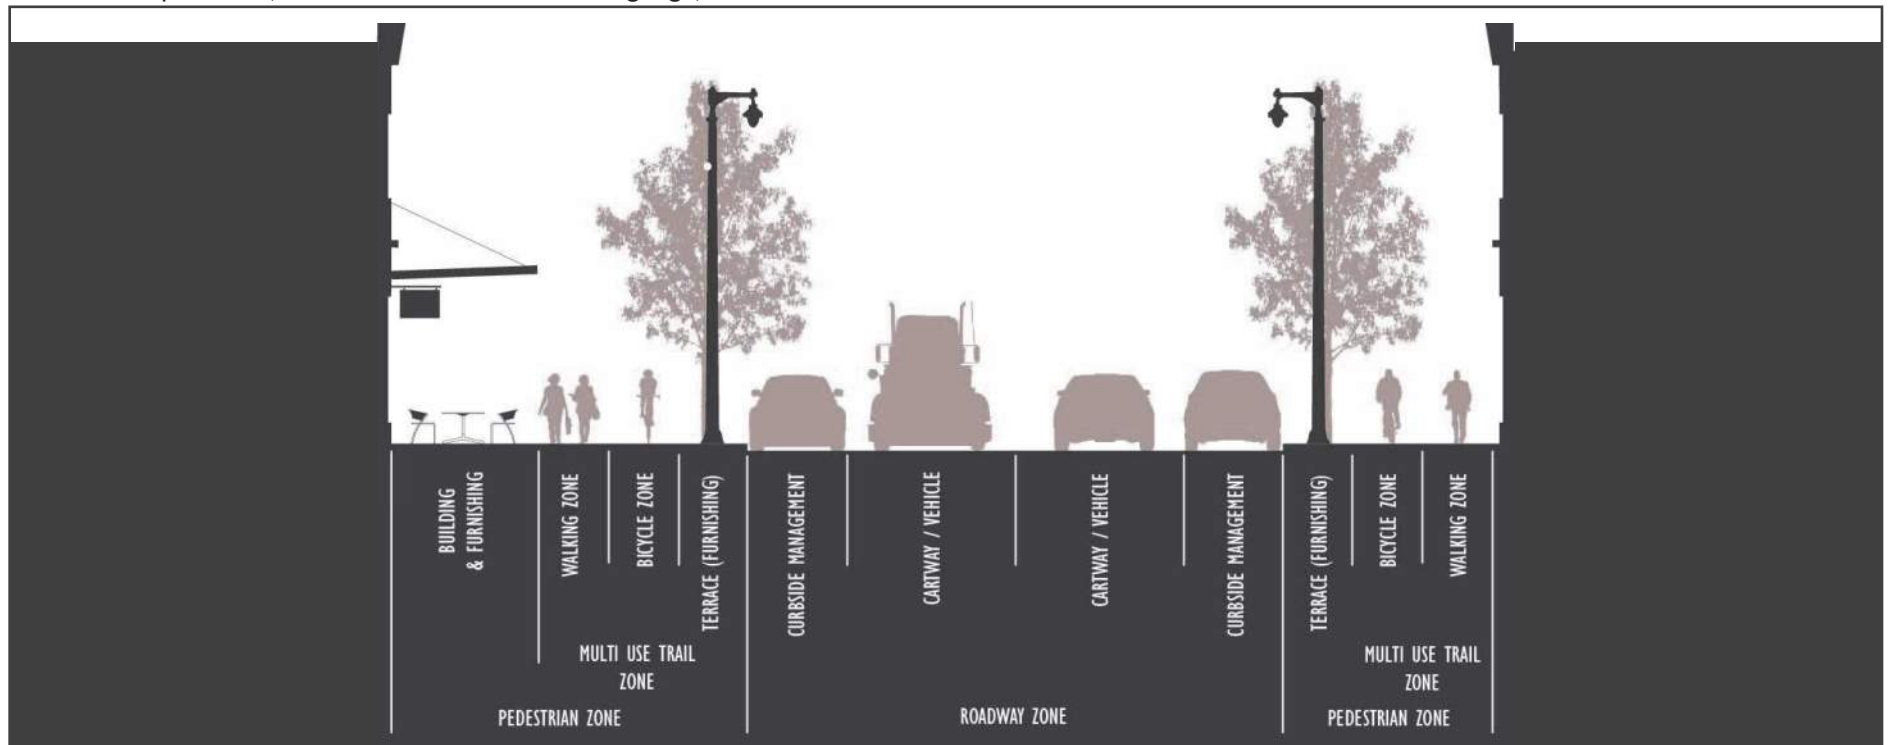 BUILDING
& FURNISHING
WALKING ZONE
BICYCLE ZONE
TERRACE (FURNISHING)
CURBSIDE MANAGEMENT
CARTWAY / VEHICLE
CARTWAY / VEHICLE
CURBSIDE MANAGEMENT
TERRACE (FURNISHING)
BICYCLE ZONE
WALKING ZONE
MULTI USE TRAIL
ZONE
MULTI USE TRAIL
ZONE
PEDESTRIAN ZONE
ROADWAY ZONE
PEDESTRIAN ZONE